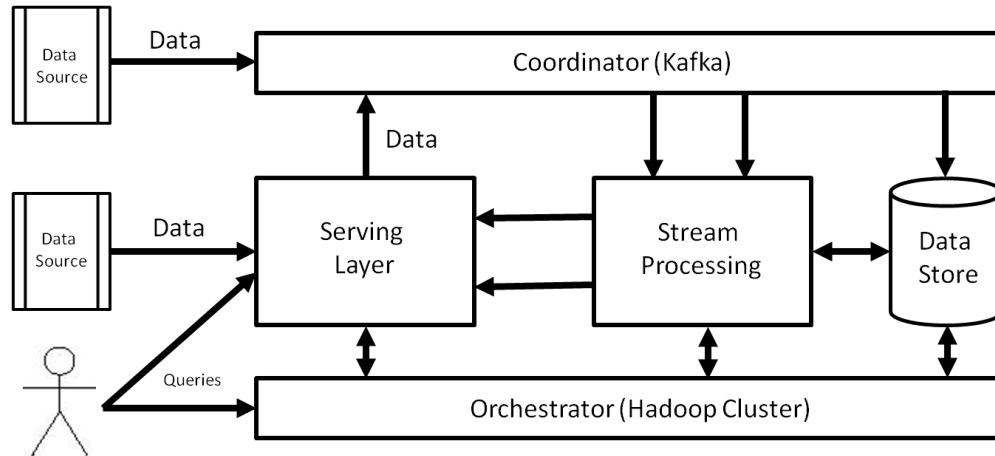 Data
Source
Data
Coordinator (Kafka)
Data
Data
Source
Data
Serving
Layer
Stream
Processing
Data
Store
Queries
Orchestrator (Hadoop Cluster)